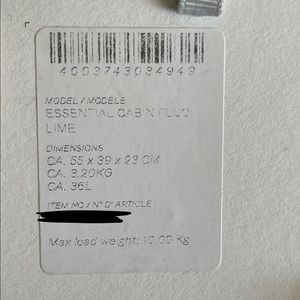 4003743034949
MODEL / MODÈLE
ESSENTIAL CABIN FLUO
LIME
DIMENSIONS
CA. 55 x 39 x 23 CM
CA. 3.20KG
CA. 36L
ITEM NO / N° D' ARTICLE
Max load weight: 10.00 Kg